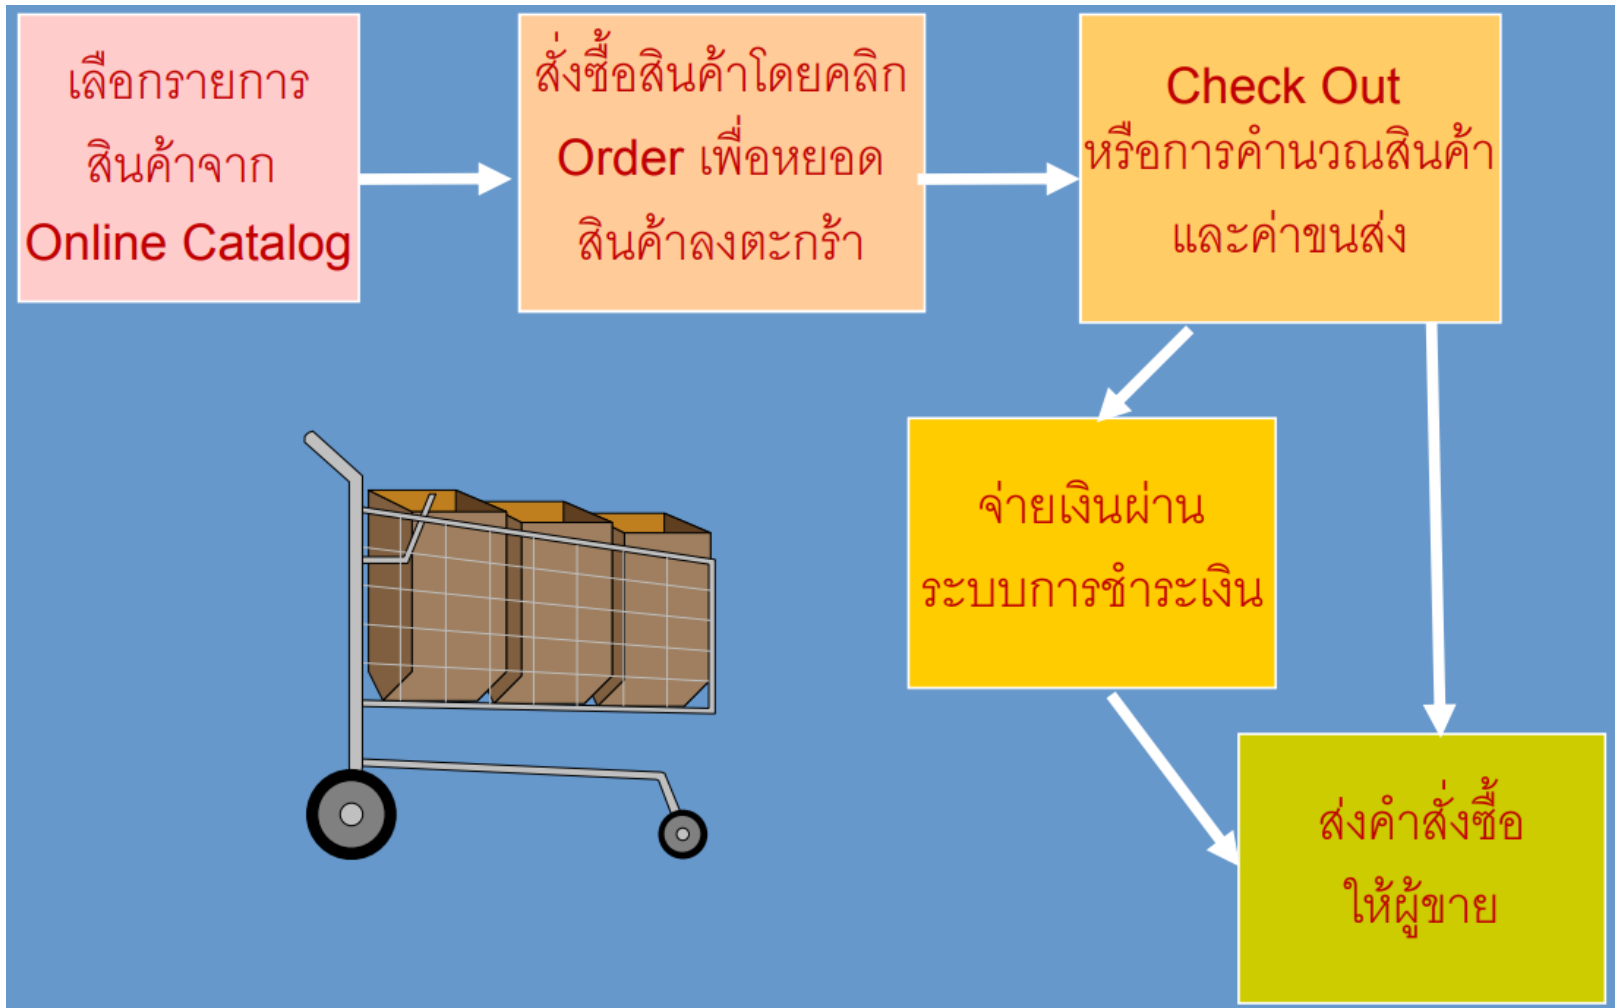 เลือกรายการ
สินค้าจาก
Online Catalog
สั่งซื้อสินค้าโดยคลิก
Order เพื่อหยอด
สินค้าลงตะกร้า
Check Out
หรือการคำนวณสินค้า
และค่าขนส่ง
จ่ายเงินผ่าน
ระบบการชำระเงิน
ส่งคำสั่งซื้อ
ให้ผู้ขาย